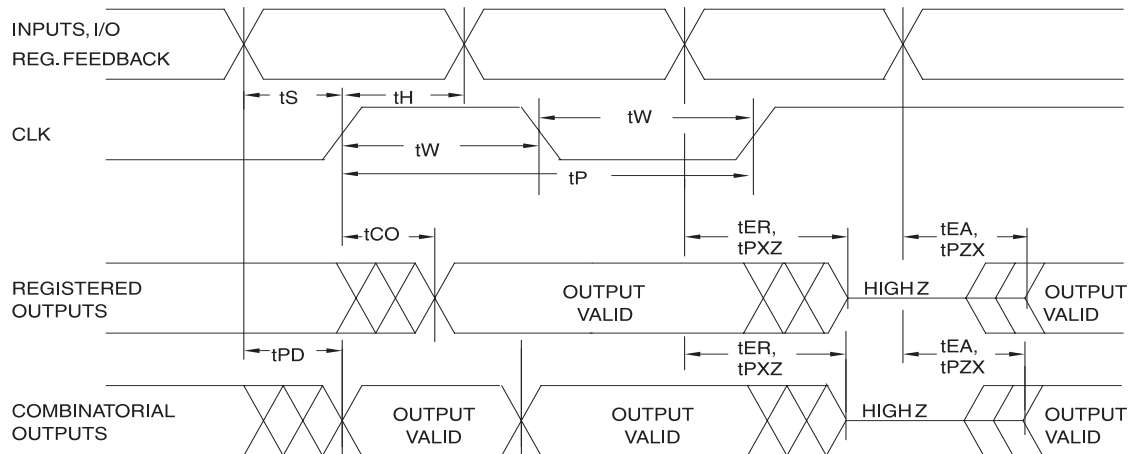 INPUTS, I/O
REG. FEEDBACK
tS
tH
CLK
tW
tW
tP
tCO
tER,
tPXZ
tEA,
tPZX
REGISTERED
OUTPUTS
OUTPUT
VALID
HIGH Z
OUTPUT
VALID
tPD
tER,
tPXZ
tEA,
tPZX
COMBINATORIAL
OUTPUTS
OUTPUT
VALID
OUTPUT
VALID
HIGH Z
OUTPUT
VALID